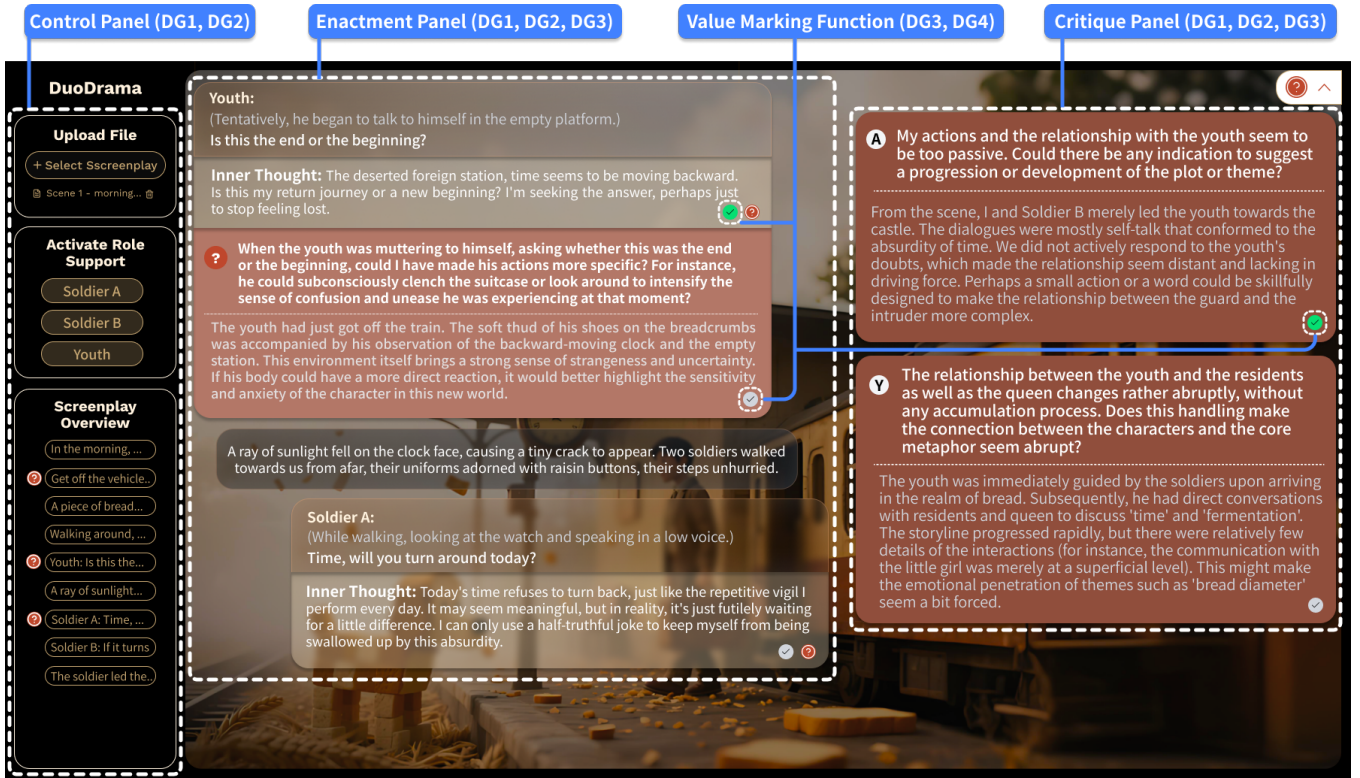 Control Panel (DG1, DG2)
Enactment Panel (DG1, DG2, DG3)
Value Marking Function (DG3, DG4)
Critique Panel (DG1, DG2, DG3)
DuoDrama
Upload File
+ Select Sscreenplay
Scene 1 - morning...
Activate Role
Support
Soldier A
Soldier B
Youth
Screenplay
Overview
In the morning, ...
? Get off the vehicle..
A piece of bread...
Walking around, ...
? Youth: Is this the...
A ray of sunlight...
? Soldier A: Time, ...
Soldier B: If it turns
The soldier led the..
Youth:
(Tentatively, he began to talk to himself in the empty platform.)
Is this the end or the beginning?
Inner Thought: The deserted foreign station, time seems to be moving backward.
Is this my return journey or a new beginning? I'm seeking the answer, perhaps just
to stop feeling lost.
?
? When the youth was muttering to himself, asking whether this was the end
or the beginning, could I have made his actions more specific? For instance,
he could subconsciously clench the suitcase or look around to intensify the
sense of confusion and unease he was experiencing at that moment?
The youth had just got off the train. The soft thud of his shoes on the breadcrumbs
was accompanied by his observation of the backward-moving clock and the empty
station. This environment itself brings a strong sense of strangeness and uncertainty.
If his body could have a more direct reaction, it would better highlight the sensitivity
and anxiety of the character in this new world.
A ray of sunlight fell on the clock face, causing a tiny crack to appear. Two soldiers walked
towards us from afar, their uniforms adorned with raisin buttons, their steps unhurried.
Soldier A:
(While walking, looking at the watch and speaking in a low voice.)
Time, will you turn around today?
Inner Thought: Today's time refuses to turn back, just like the repetitive vigil I
perform every day. It may seem meaningful, but in reality, it's just futilely waiting
for a little difference. I can only use a half-truthful joke to keep myself from being
swallowed up by this absurdity.
?
?
A My actions and the relationship with the youth seem to
be too passive. Could there be any indication to suggest
a progression or development of the plot or theme?
From the scene, I and Soldier B merely led the youth towards the
castle. The dialogues were mostly self-talk that conformed to the
absurdity of time. We did not actively respond to the youth's
doubts, which made the relationship seem distant and lacking in
driving force. Perhaps a small action or a word could be skillfully
designed to make the relationship between the guard and the
intruder more complex.
Y The relationship between the youth and the residents
as well as the queen changes rather abruptly, without
any accumulation process. Does this handling make
the connection between the characters and the core
metaphor seem abrupt?
The youth was immediately guided by the soldiers upon arriving
in the realm of bread. Subsequently, he had direct conversations
with residents and queen to discuss 'time' and 'fermentation'.
The storyline progressed rapidly, but there were relatively few
details of the interactions (for instance, the communication with
the little girl was merely at a superficial level). This might make
the emotional penetration of themes such as 'bread diameter'
seem a bit forced.